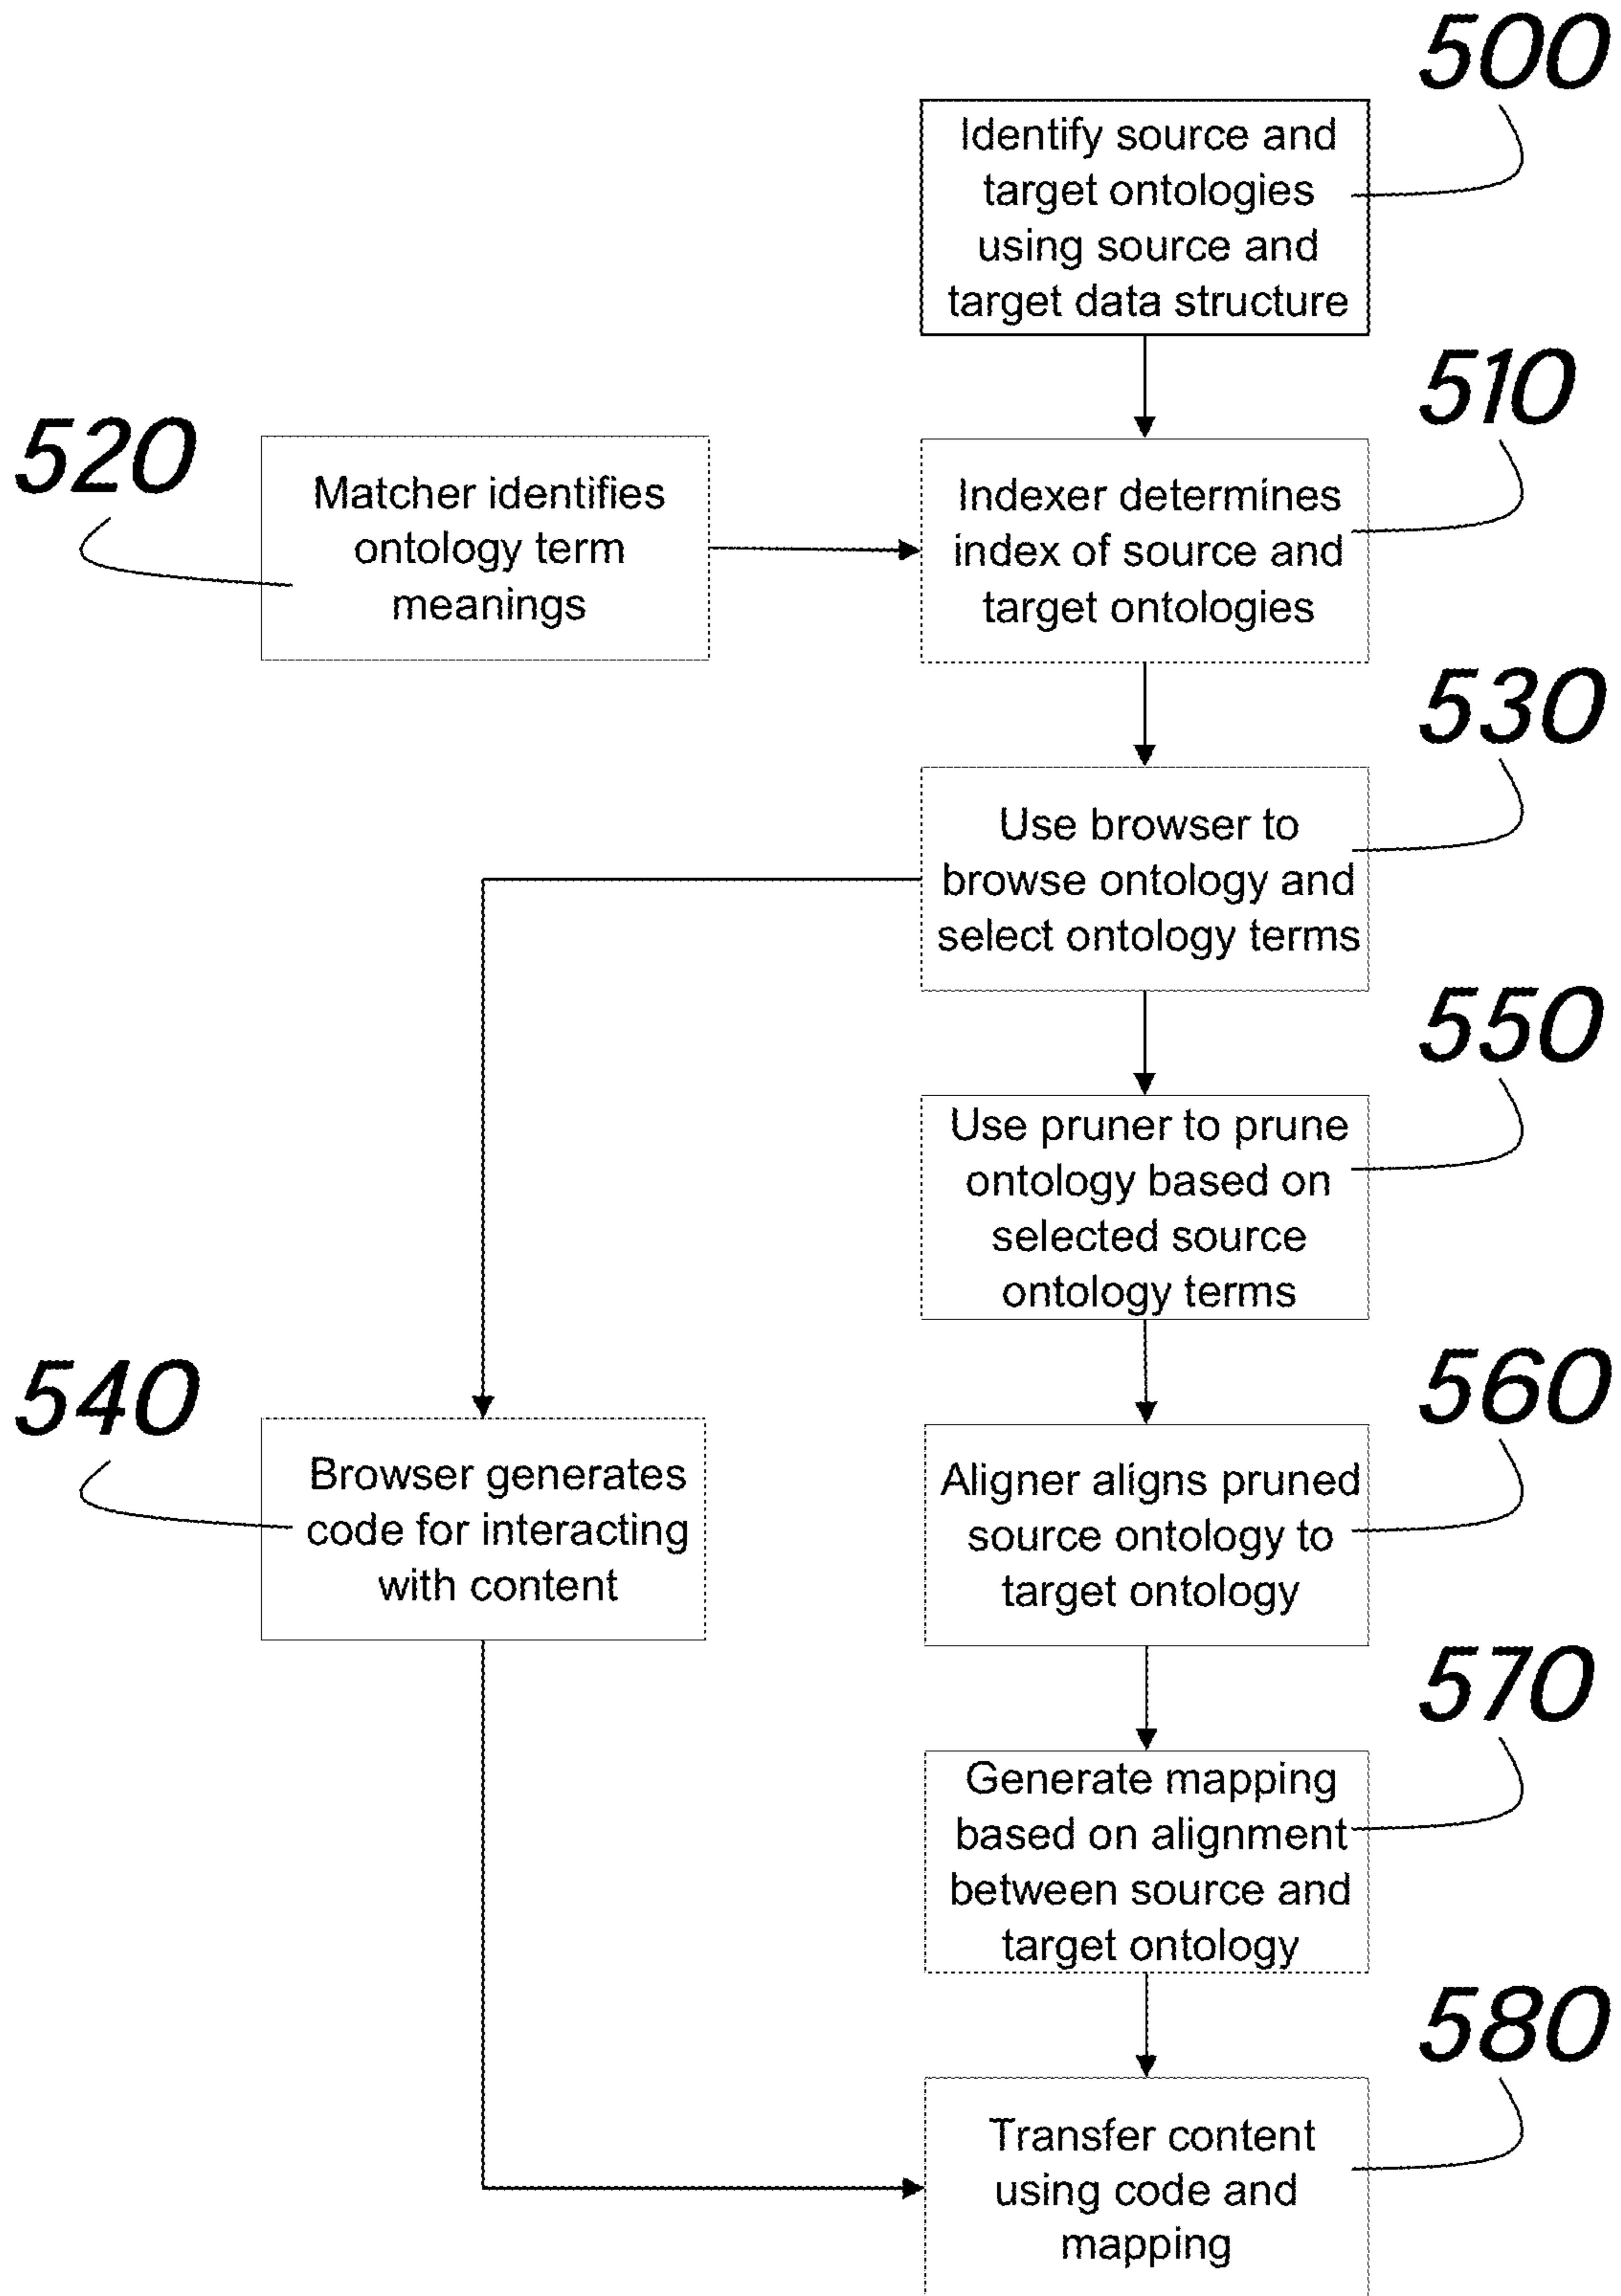 500
Identify source and
target ontologies
using source and
target data structure
510
520
Matcher identifies
ontology term
meanings
Indexer determines
index of source and
target ontologies
530
Use browser to
browse ontology and
select ontology terms
550
Use pruner to prune
ontology based on
selected source
ontology terms
540
Browser generates
code for interacting
with content
560
Aligner aligns pruned
source ontology to
target ontology
570
Generate mapping
based on alignment
between source and
target ontology
580
Transfer content
using code and
mapping